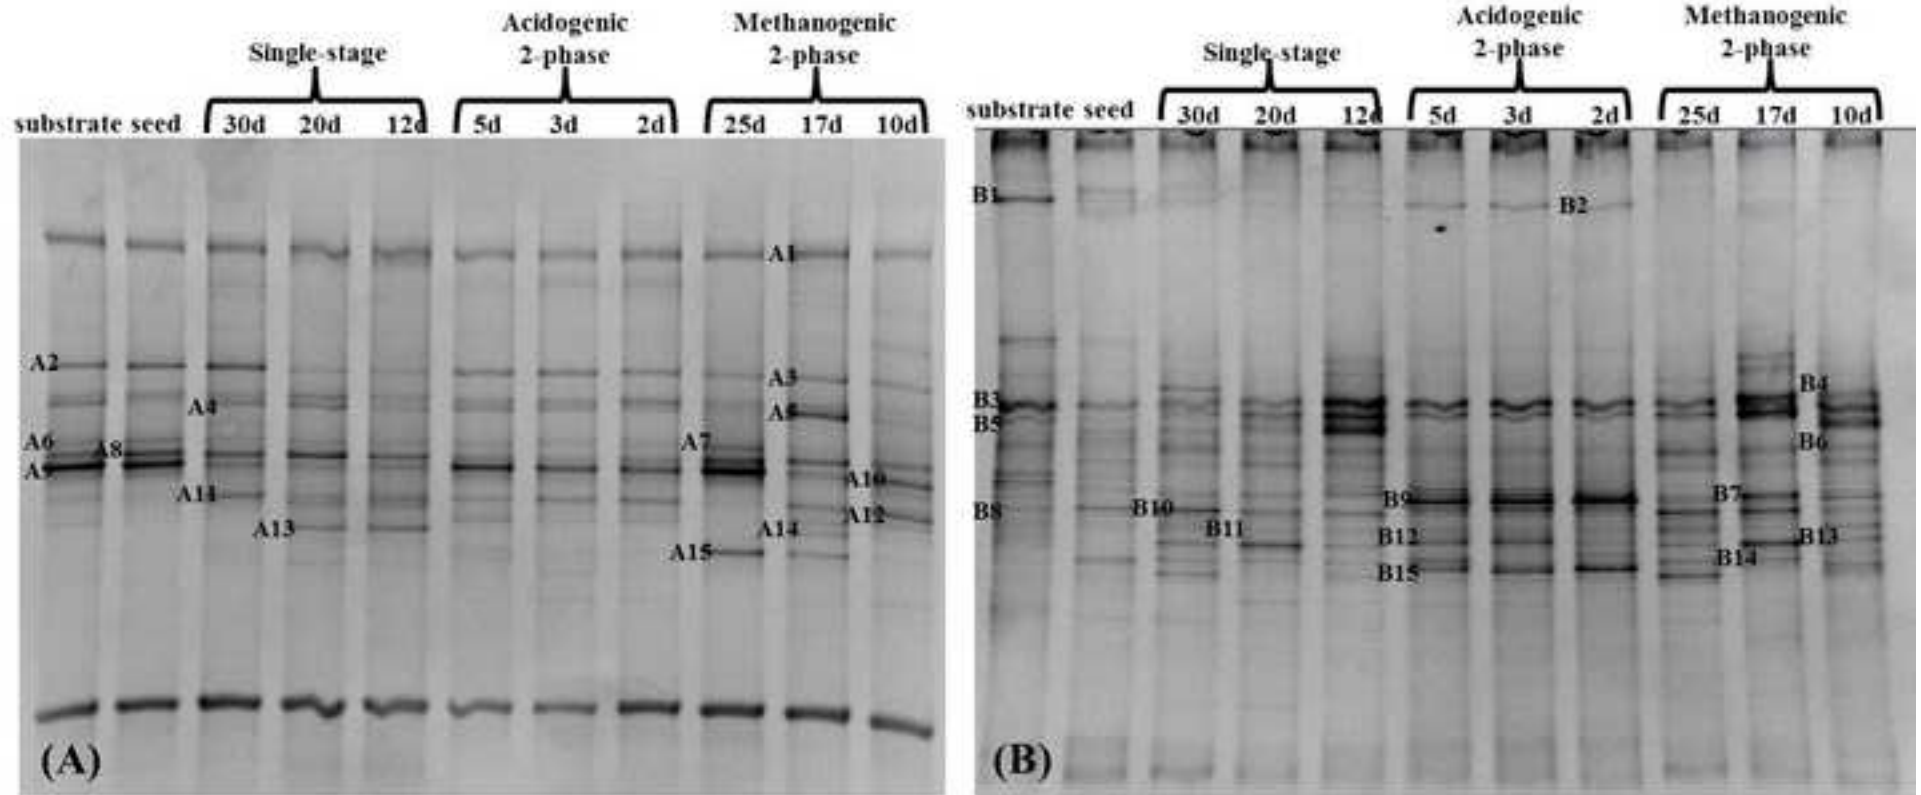 Acidogenic
2-phase
Methanogenic
2-phase
Single-stage
substrate seed 30d 20d 12d 5d 3d 2d 25d 17d 10d
A1
A2
A3
A4
A5
A6
A8
A7
A9
A10
A11
A12
A13
A14
A15
(A)
Acidogenic
2-phase
Methanogenic
2-phase
Single-stage
substrate seed 30d 20d 12d 5d 3d 2d 25d 17d 10d
B1
B2
B4
B3
B5
B6
B9
B7
B8
B10
B11
B12
B13
B14
B15
(B)